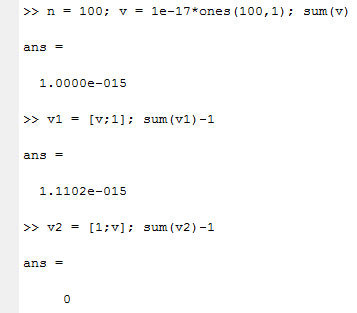 >> n = 100; v = 1e-17*ones(100,1); sum(v)
ans =
1.0000e-015
>> v1 = [v;1]; sum(v1)-1
ans =
1.1102e-015
>> v2 = [1;v]; sum(v2)-1
ans =
0